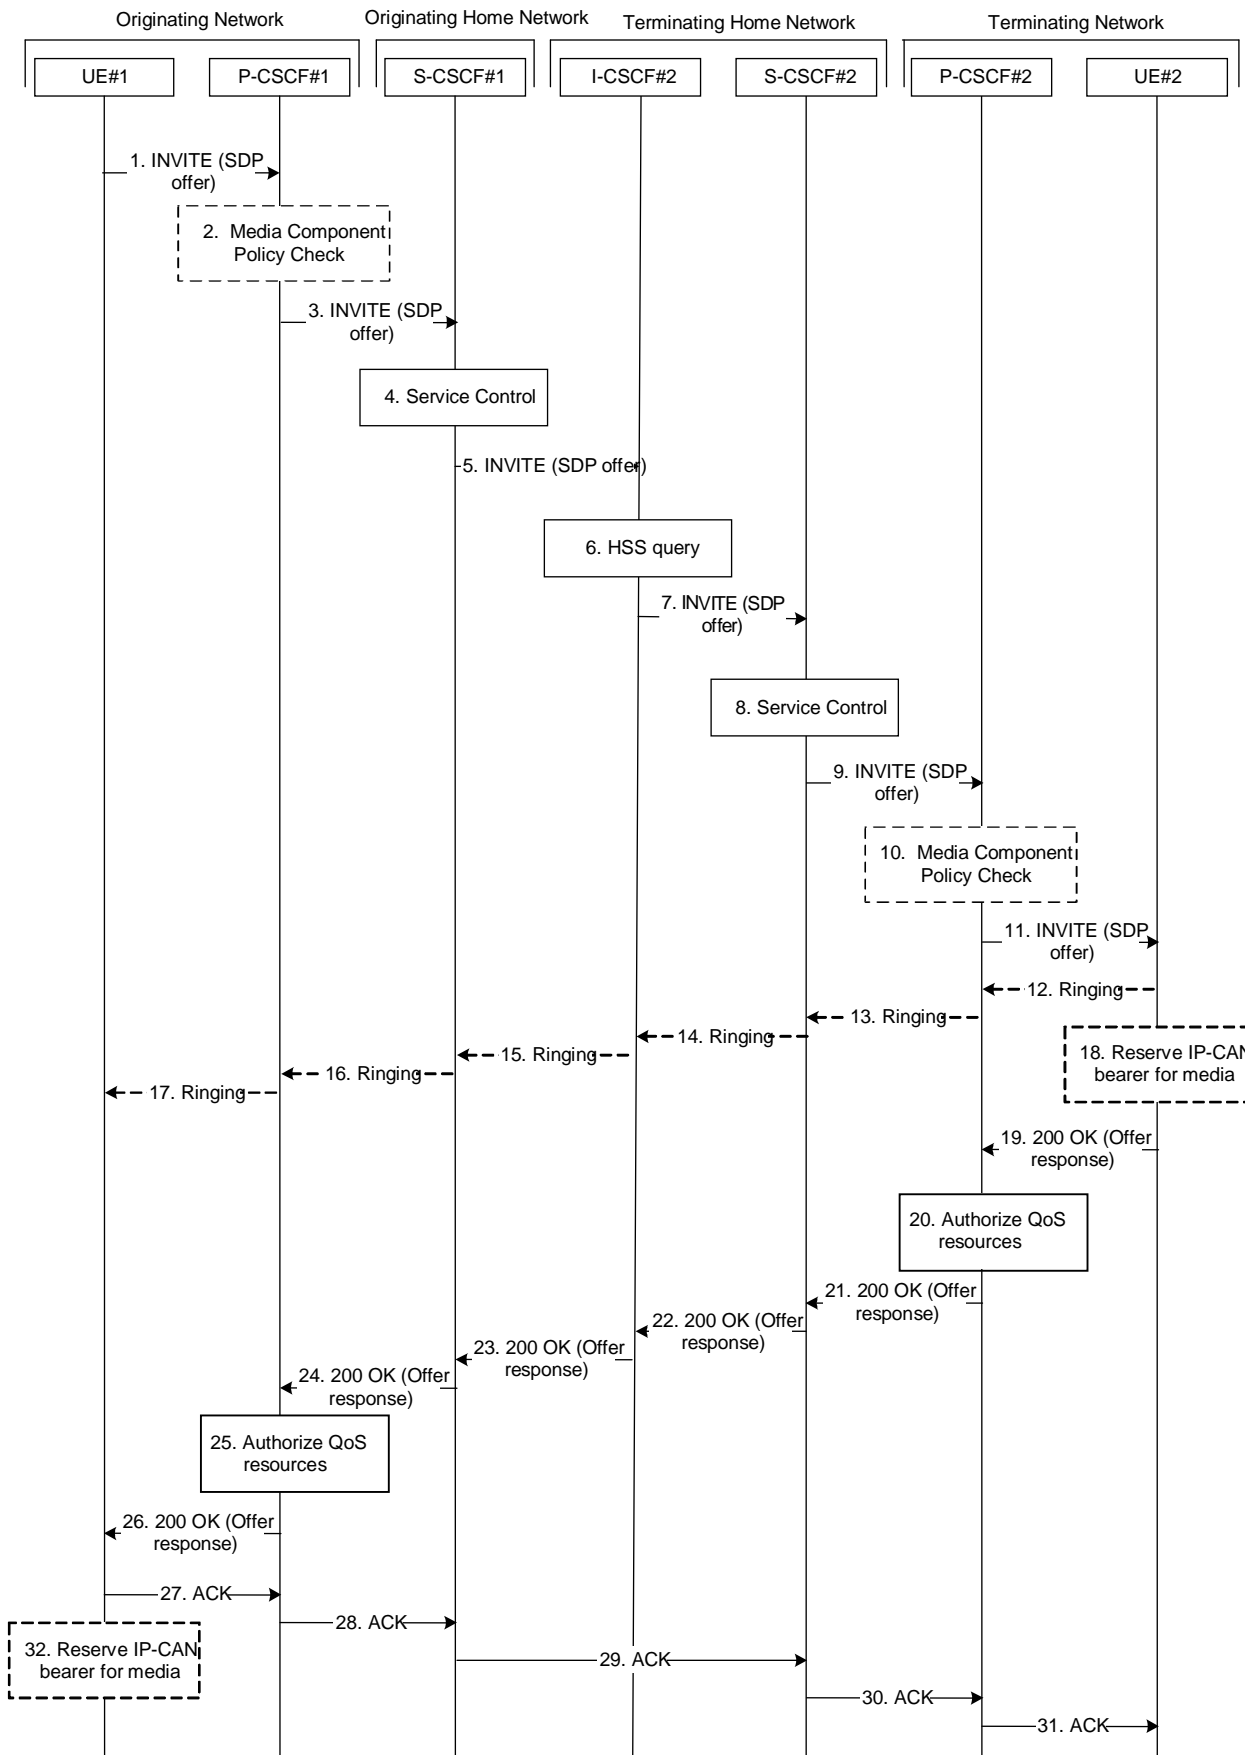 Originating Network
Originating Home Network
Terminating Home Network
Terminating Network
UE#1
P-CSCF#1
S-CSCF#1
I-CSCF#2
S-CSCF#2
P-CSCF#2
UE#2
1. INVITE (SDP
offer)
2. Media Component
Policy Check
3. INVITE (SDP
offer)
4. Service Control
5. INVITE (SDP offer)
6. HSS query
7. INVITE (SDP
offer)
8. Service Control
9. INVITE (SDP
offer)
10. Media Component
Policy Check
11. INVITE (SDP
offer)
12. Ringing
13. Ringing
14. Ringing
15. Ringing
16. Ringing
17. Ringing
18. Reserve IP-CAN
bearer for media
19. 200 OK (Offer
response)
20. Authorize QoS
resources
21. 200 OK (Offer
response)
22. 200 OK (Offer
response)
23. 200 OK (Offer
response)
24. 200 OK (Offer
response)
25. Authorize QoS
resources
26. 200 OK (Offer
response)
27. ACK
28. ACK
32. Reserve IP-CAN
bearer for media
29. ACK
30. ACK
31. ACK